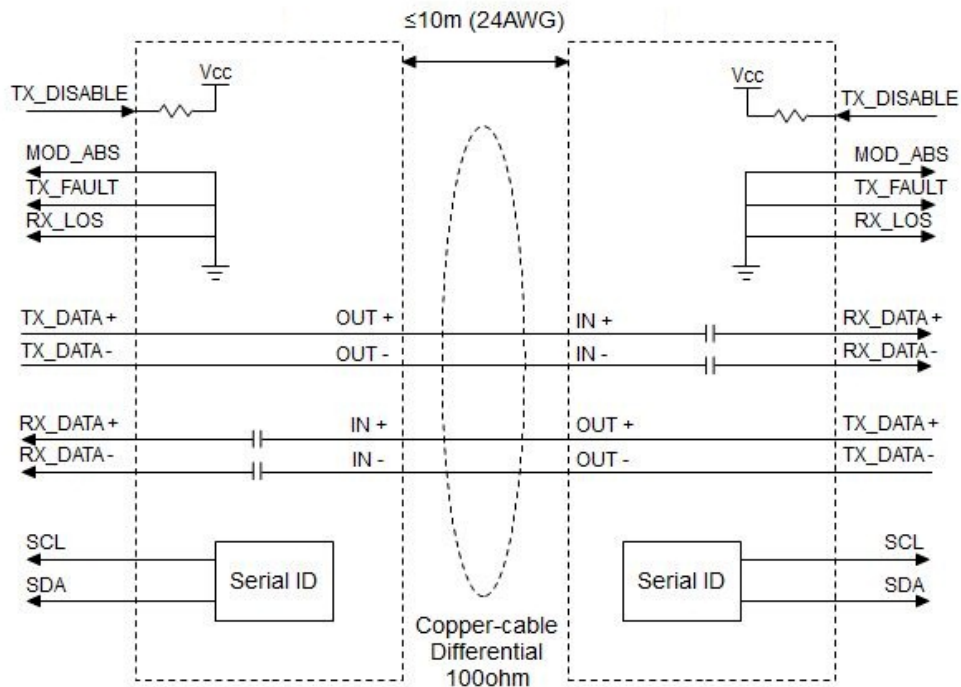 ≤10m (24AWG)
Vcc
Vcc
TX_DISABLE
TX_DISABLE
MOD_ABS
MOD_ABS
TX_FAULT
TX_FAULT
RX_LOS
RX_LOS
TX_DATA+ OUT + IN + RX_DATA+
TX_DATA- OUT - IN - RX_DATA-
RX_DATA+ IN + OUT + TX_DATA+
RX_DATA- IN - OUT - TX_DATA-
SCL
SCL
Serial ID
Serial ID
SDA
SDA
Copper-cable
Differential
100ohm